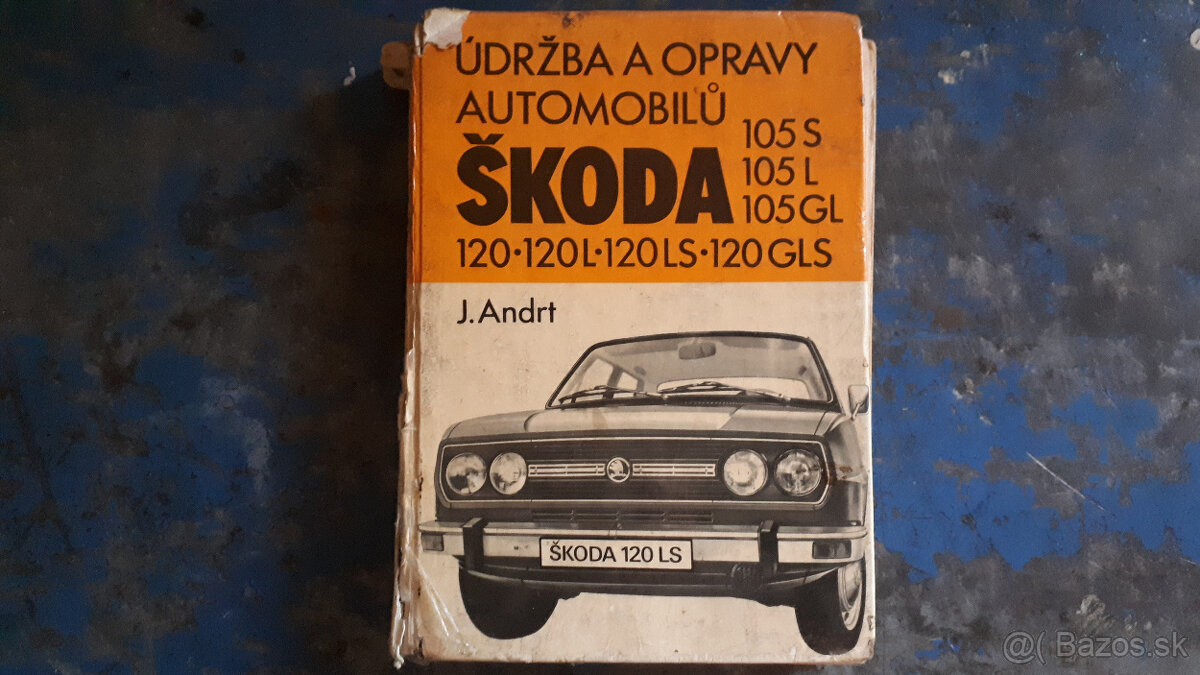 ÚDRŽBA A OPRAVY
AUTOMOBILŮ
ŠKODA
105 S
105 L
105 GL
120·120 L·120 LS·120 GLS
J. Andrt
ŠKODA 120 LS
@( Bazos.sk